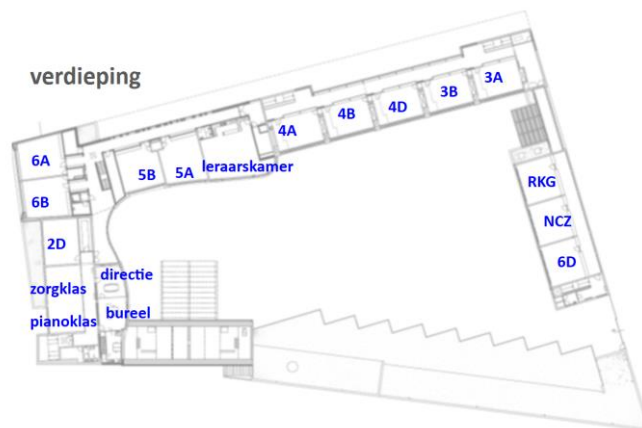 verdieping
3A
3B
4D
4B
4A
leraarskamer
5A
5B
6A
6B
2D
zorgklas
pianoklas
directie
bureel
RKG
NCZ
6D